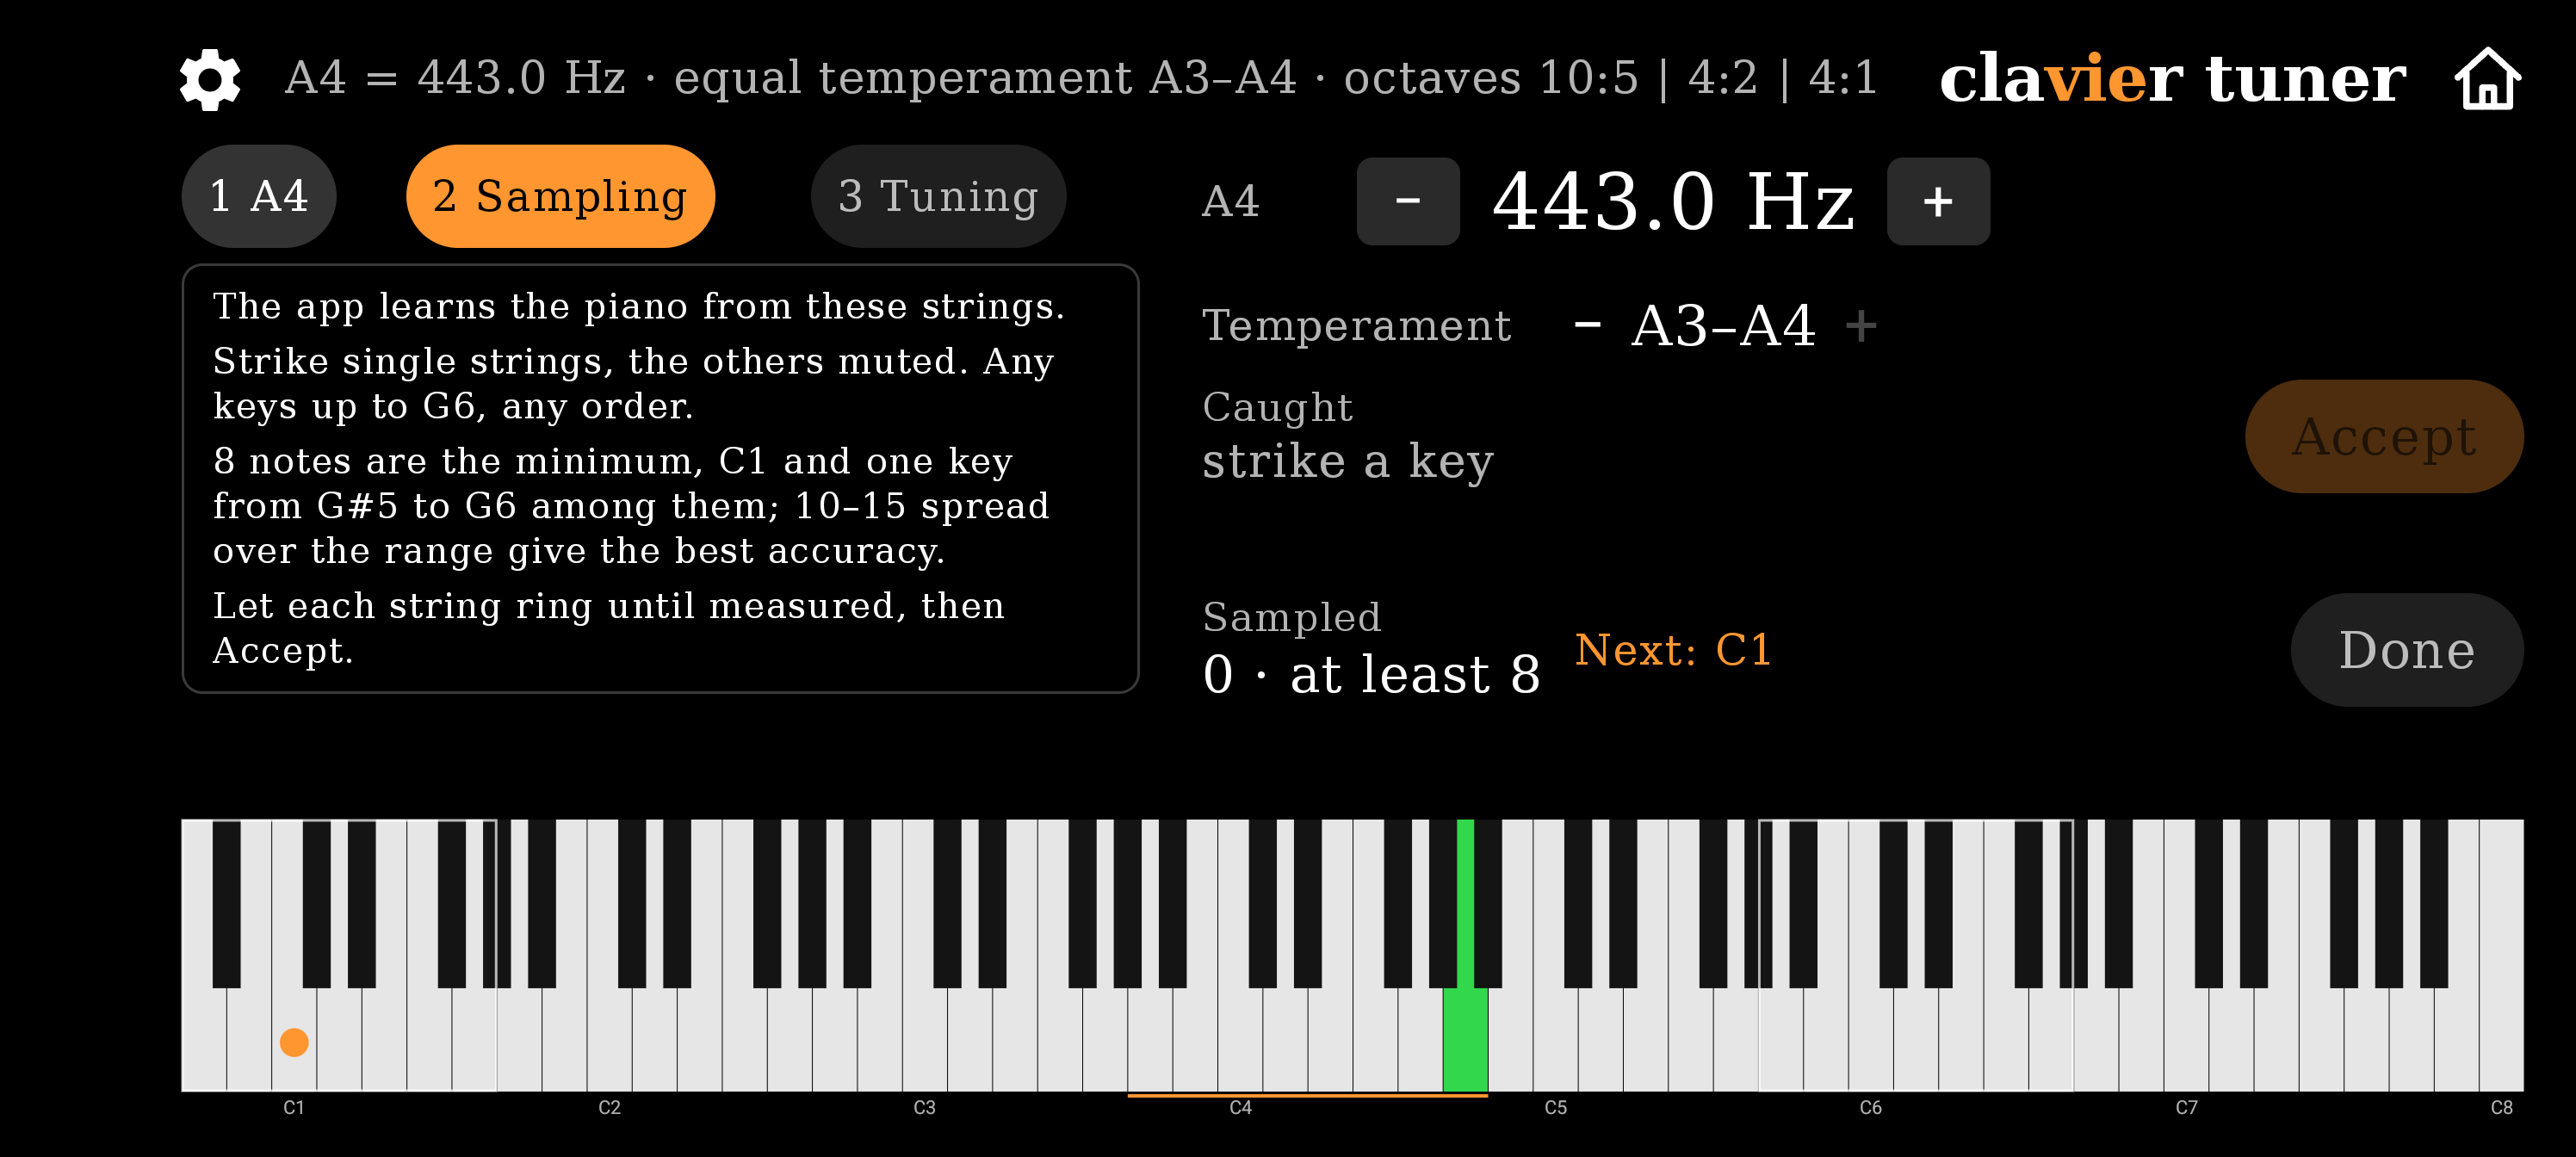 A4 = 443.0 Hz · equal temperament A3–A4 · octaves 10:5 | 4:2 | 4:1
clavier tuner
1 A4
2 Sampling
3 Tuning
The app learns the piano from these strings.
Strike single strings, the others muted. Any
keys up to G6, any order.
8 notes are the minimum, C1 and one key
from G#5 to G6 among them; 10–15 spread
over the range give the best accuracy.
Let each string ring until measured, then
Accept.
A4 − 443.0 Hz +
Temperament − A3–A4 +
Caught
strike a key
Accept
Sampled
0 · at least 8
Next: C1
Done
C1 C2 C3 C4 C5 C6 C7 C8